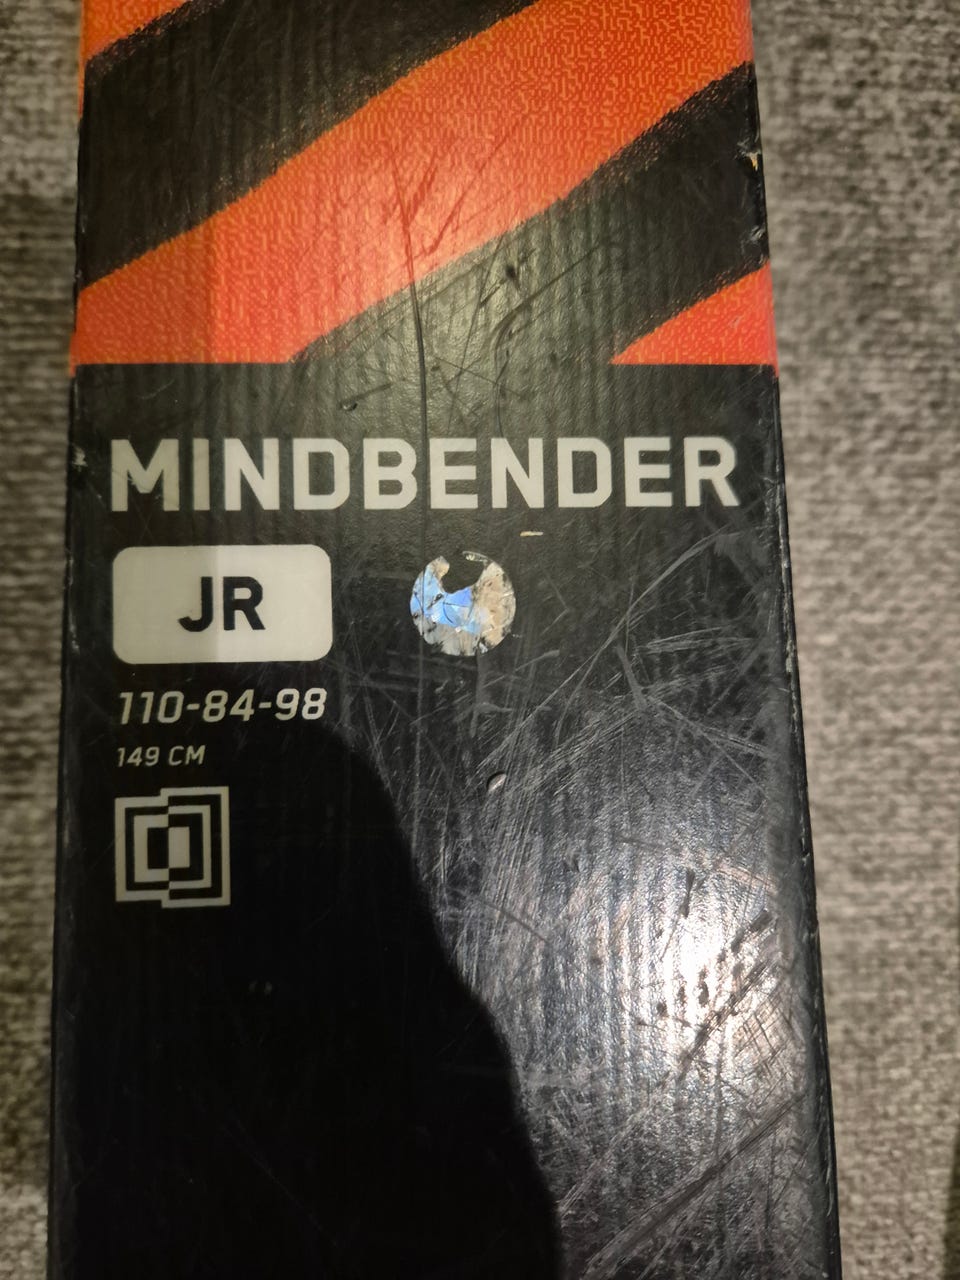 MINDBENDER
JR
110-84-98
149 CM